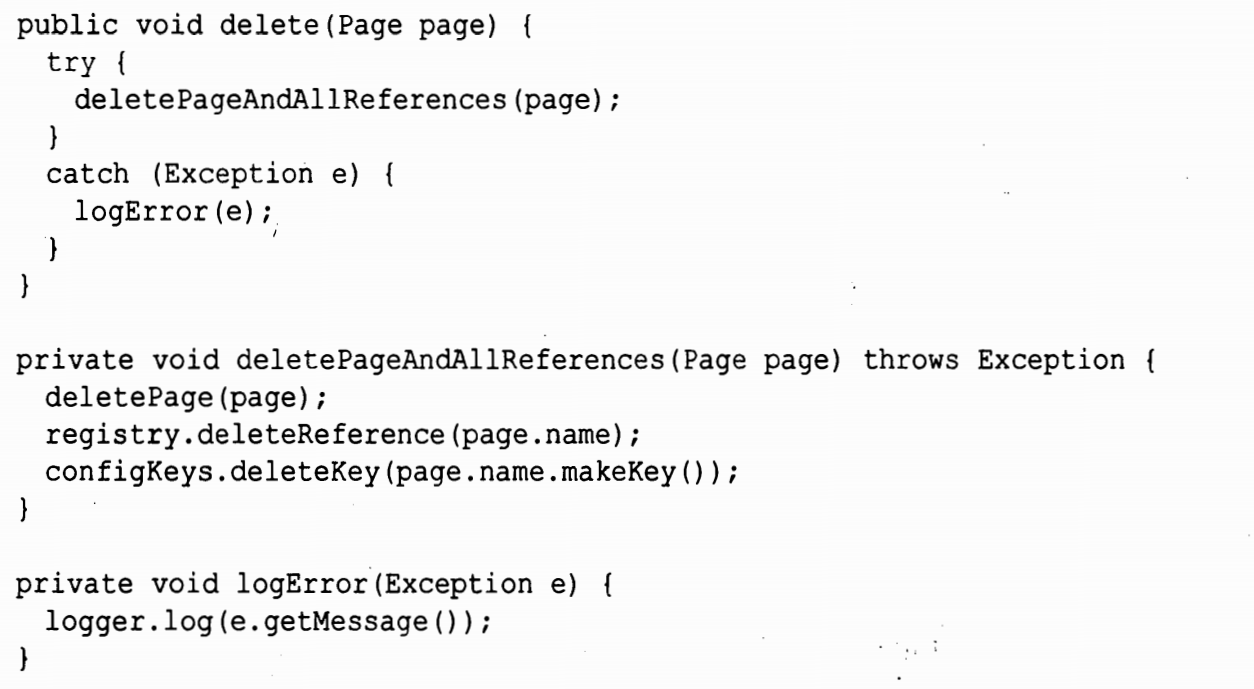 public void delete(Page page) {
  try {
    deletePageAndAllReferences(page);
  }
  catch (Exception e) {
    logError(e);
  }
}

private void deletePageAndAllReferences(Page page) throws Exception {
  deletePage(page);
  registry.deleteReference(page.name);
  configKeys.deleteKey(page.name.makeKey());
}

private void logError(Exception e) {
  logger.log(e.getMessage());
}